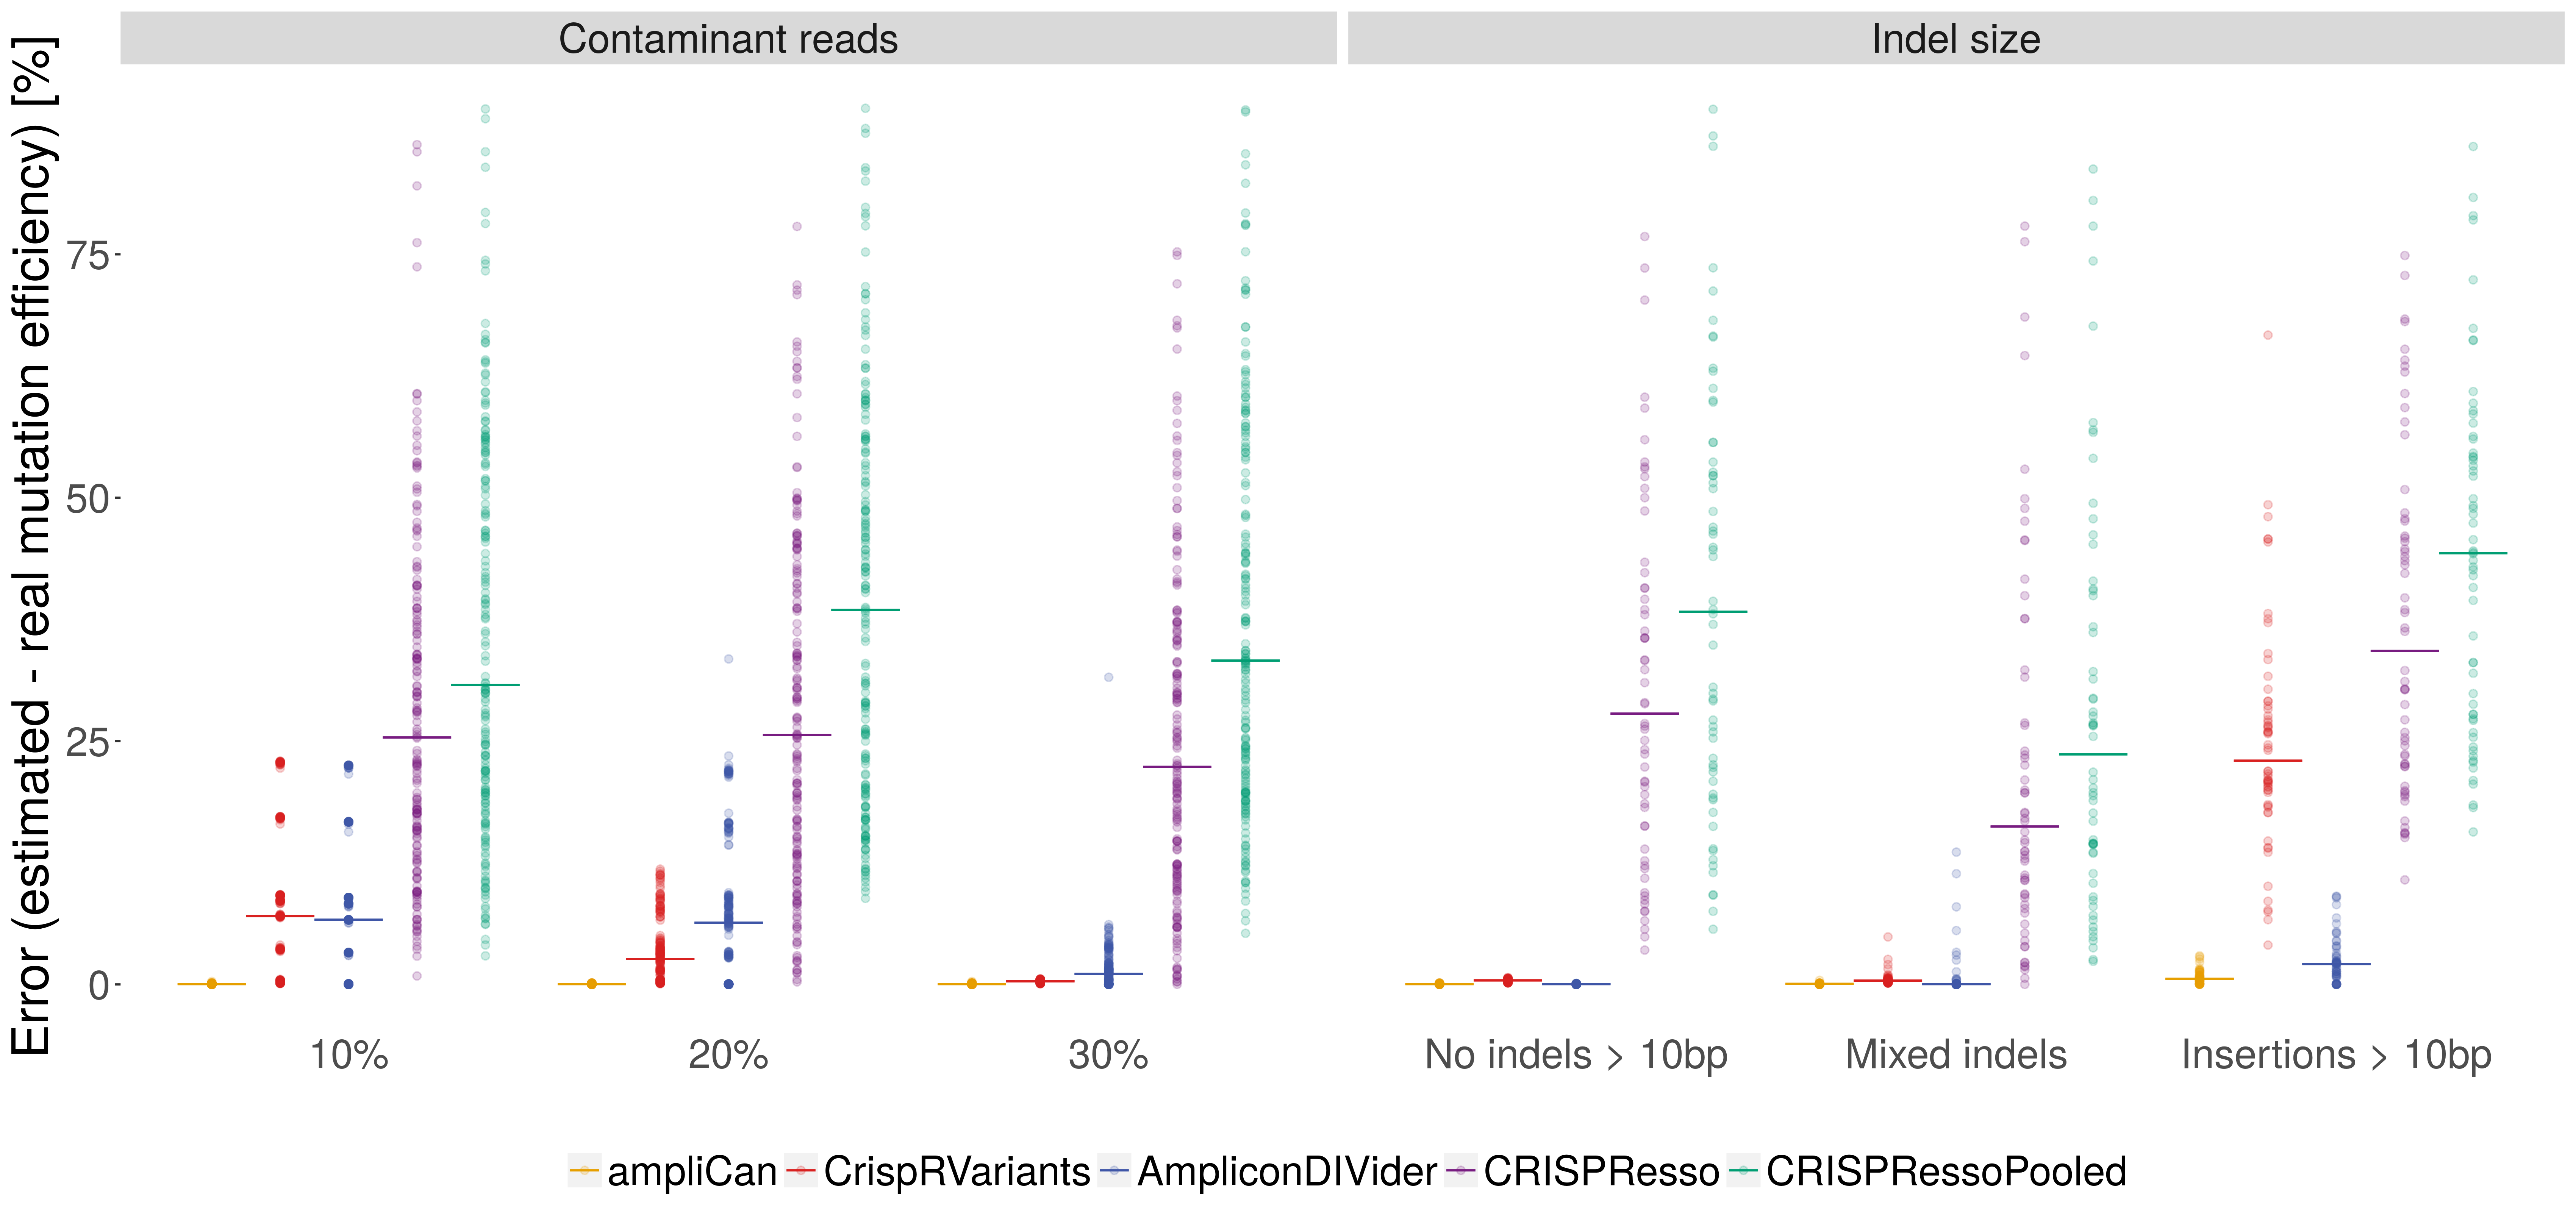 Contaminant reads
Indel size
Error (estimated - real mutation efficiency) [%]
75
50
25
0
10%
20%
30%
No indels > 10bp
Mixed indels
Insertions > 10bp
ampliCan
CrispRVariants
AmpliconDIVider
CRISPResso
CRISPRessoPooled